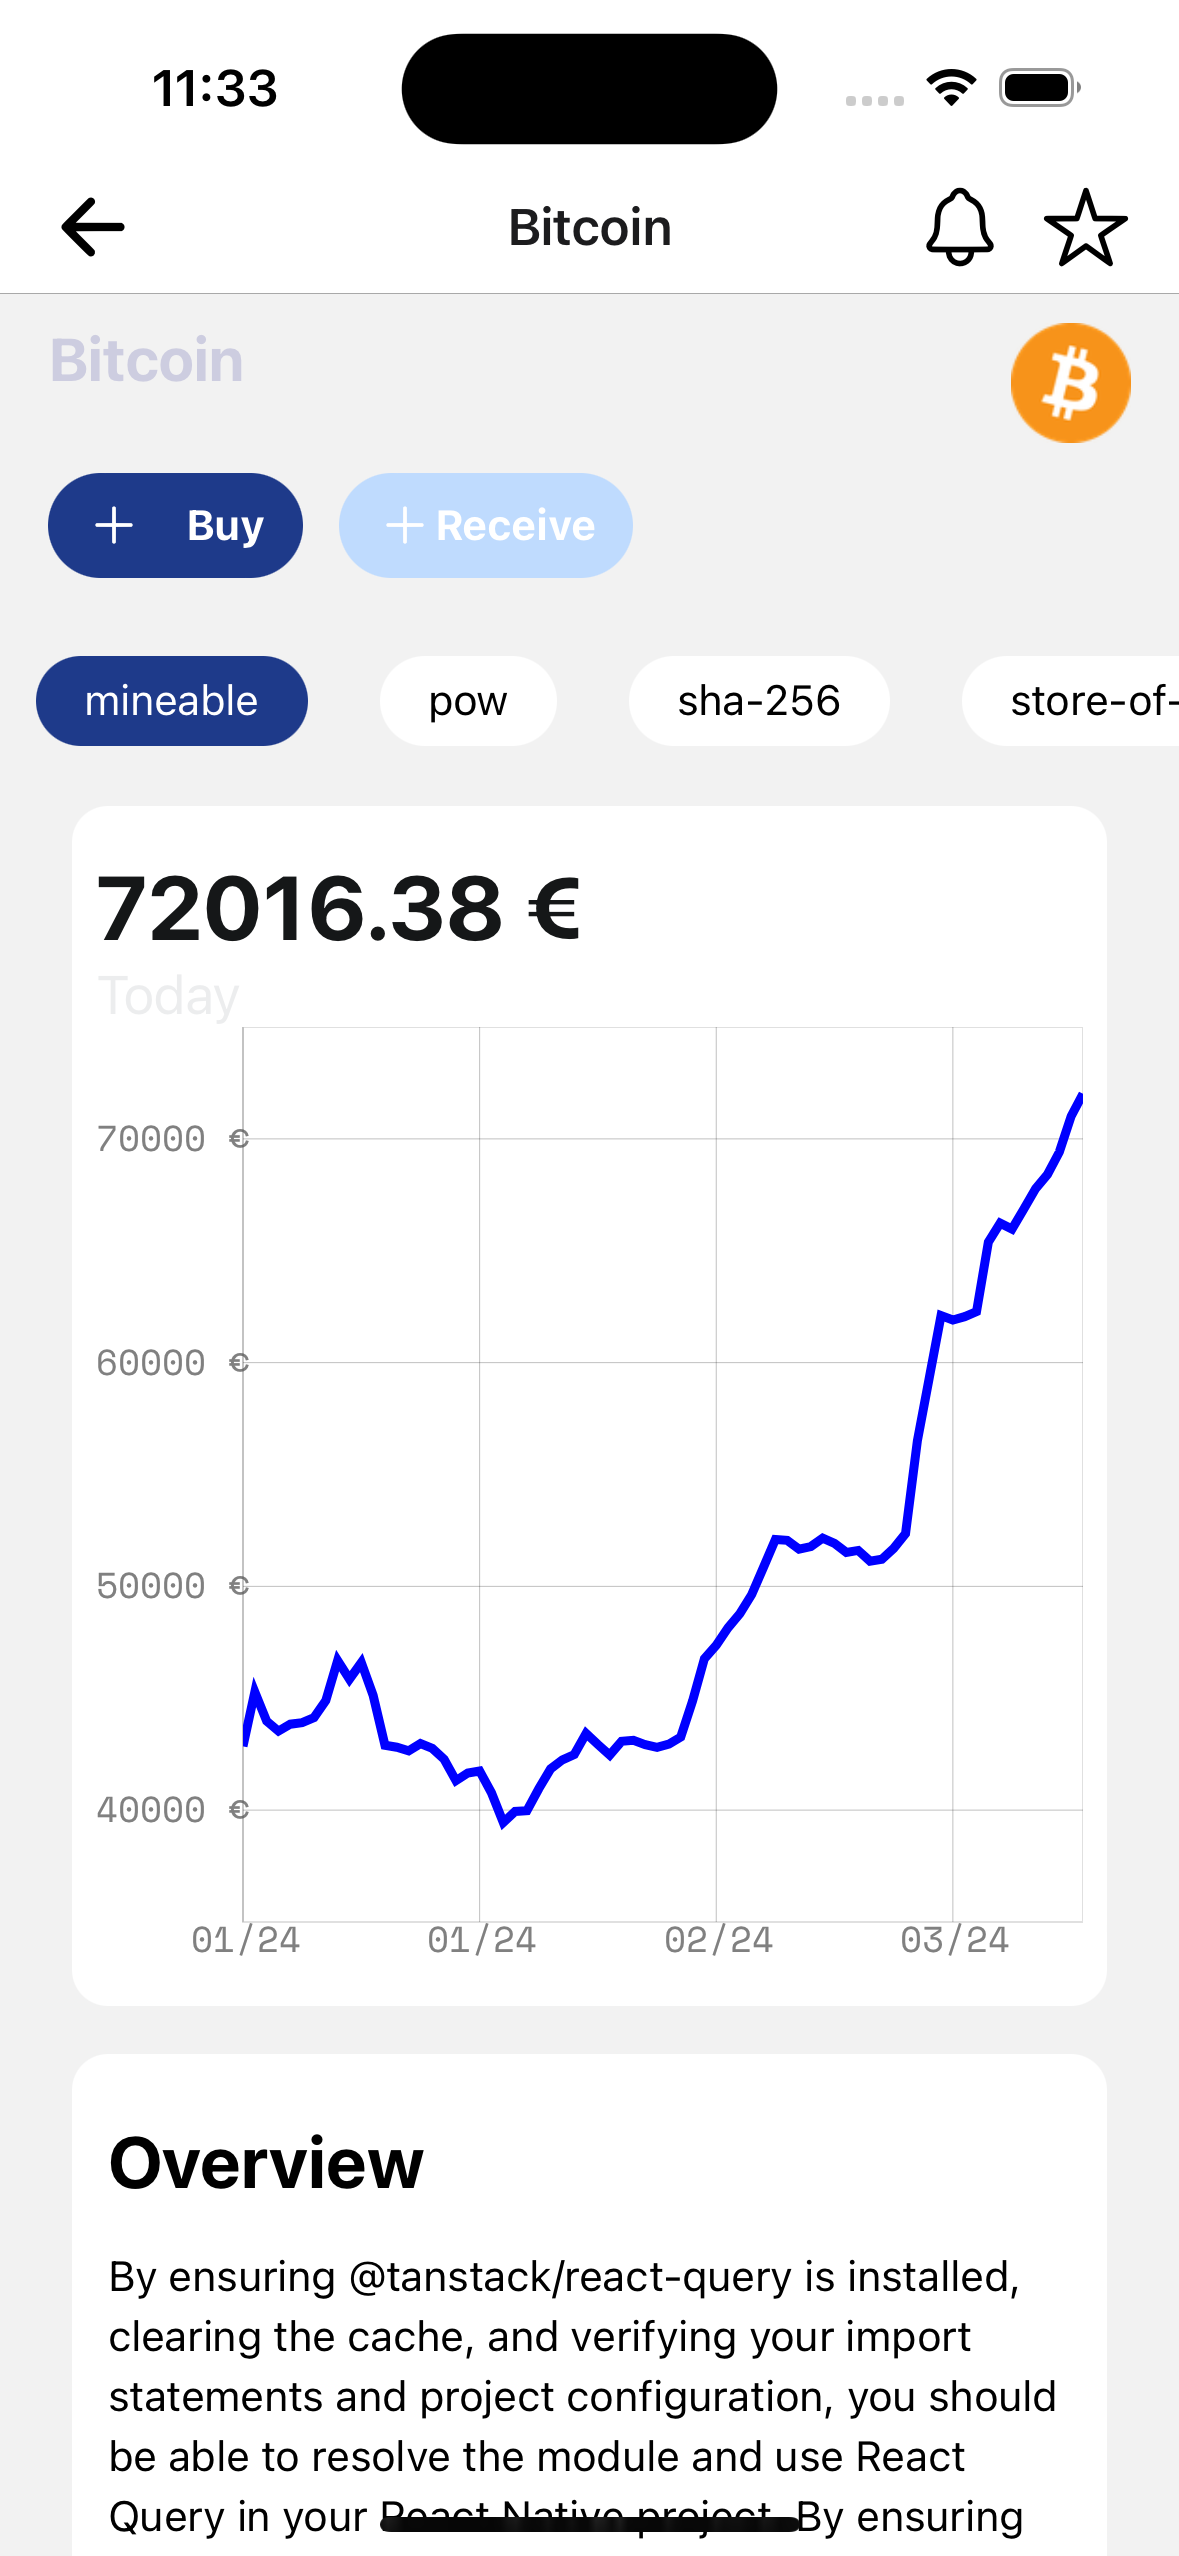 11:33
Bitcoin
Bitcoin
+ Buy
+ Receive
mineable
pow
sha-256
store-of-
72016.38 €
Today
70000 €
60000 €
50000 €
40000 €
01/24
01/24
02/24
03/24
Overview
By ensuring @tanstack/react-query is installed,
clearing the cache, and verifying your import
statements and project configuration, you should
be able to resolve the module and use React
Query in your React Native project. By ensuring